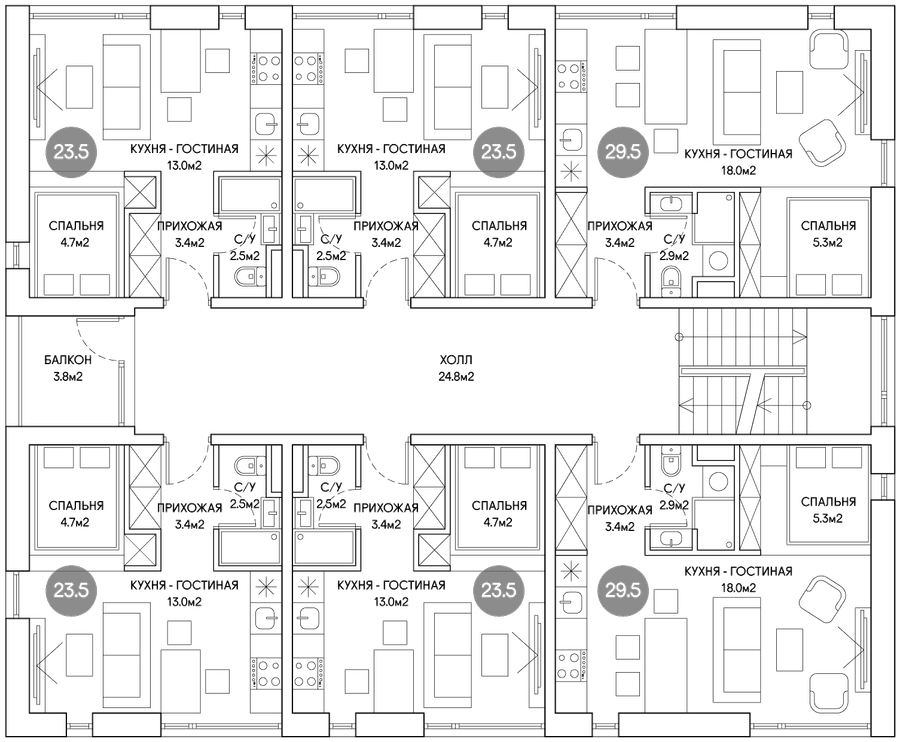 23.5
КУХНЯ - ГОСТИНАЯ
13.0м2
КУХНЯ - ГОСТИНАЯ
13.0м2
23.5
29.5
КУХНЯ - ГОСТИНАЯ
18.0м2
СПАЛЬНЯ
4.7м2
ПРИХОЖАЯ
3.4м2
С/У
2.5м2
С/У
2.5м2
ПРИХОЖАЯ
3.4м2
СПАЛЬНЯ
4.7м2
ПРИХОЖАЯ
3.4м2
С/У
2.9м2
СПАЛЬНЯ
5.3м2
БАЛКОН
3.8м2
ХОЛЛ
24.8м2
СПАЛЬНЯ
4.7м2
ПРИХОЖАЯ
3.4м2
С/У
2.5м2
С/У
2.5м2
ПРИХОЖАЯ
3.4м2
СПАЛЬНЯ
4.7м2
ПРИХОЖАЯ
3.4м2
С/У
2.9м2
СПАЛЬНЯ
5.3м2
23.5
КУХНЯ - ГОСТИНАЯ
13.0м2
КУХНЯ - ГОСТИНАЯ
13.0м2
23.5
29.5
КУХНЯ - ГОСТИНАЯ
18.0м2